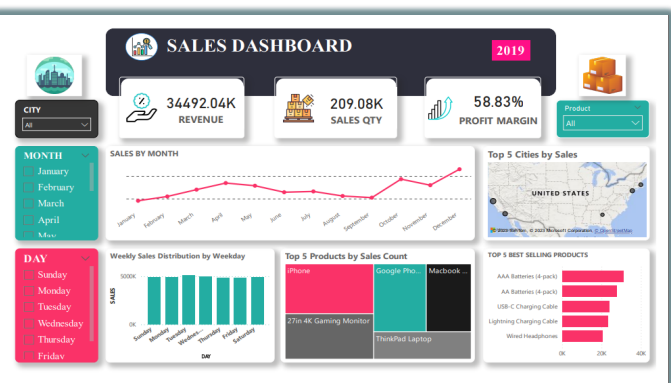 SALES DASHBOARD
2019
CITY
All
34492.04K
REVENUE
209.08K
SALES QTY
58.83%
PROFIT MARGIN
Product
All
MONTH
January
February
March
April
May
SALES BY MONTH
January
February
March
April
May
June
July
August
September
October
November
December
Top 5 Cities by Sales
UNITED STATES
© 2023 Microsoft Corporation
© OpenStreetMap
DAY
Sunday
Monday
Tuesday
Wednesday
Thursday
Friday
Weekly Sales Distribution by Weekday
SALES
5000K
0K
Sunday
Monday
Tuesday
Wednes...
Thursday
Friday
Saturday
DAY
Top 5 Products by Sales Count
iPhone
Google Pho...
Macbook ...
27in 4K Gaming Monitor
ThinkPad Laptop
TOP 5 BEST SELLING PRODUCTS
AAA Batteries (4-pack)
AA Batteries (4-pack)
USB-C Charging Cable
Lightning Charging Cable
Wired Headphones
0K
20K
40K